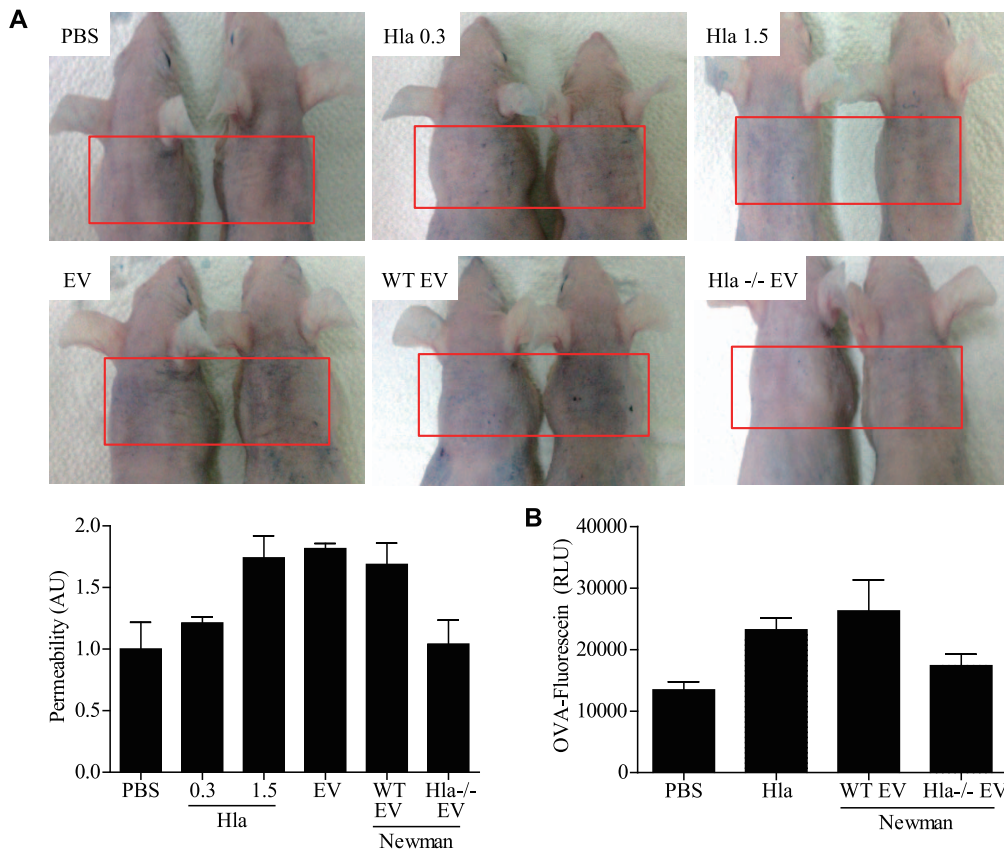 A
PBS
Hla 0.3
Hla 1.5
EV
WT EV
Hla -/- EV
Permeability (AU)
2.0
1.5
1.0
0.5
0.0
PBS
0.3
1.5
EV
WT
EV
Hla-/-
EV
Hla
Newman
B
OVA-Fluorescein (RLU)
40000
30000
20000
10000
0
PBS
Hla
WT EV
Hla-/- EV
Newman